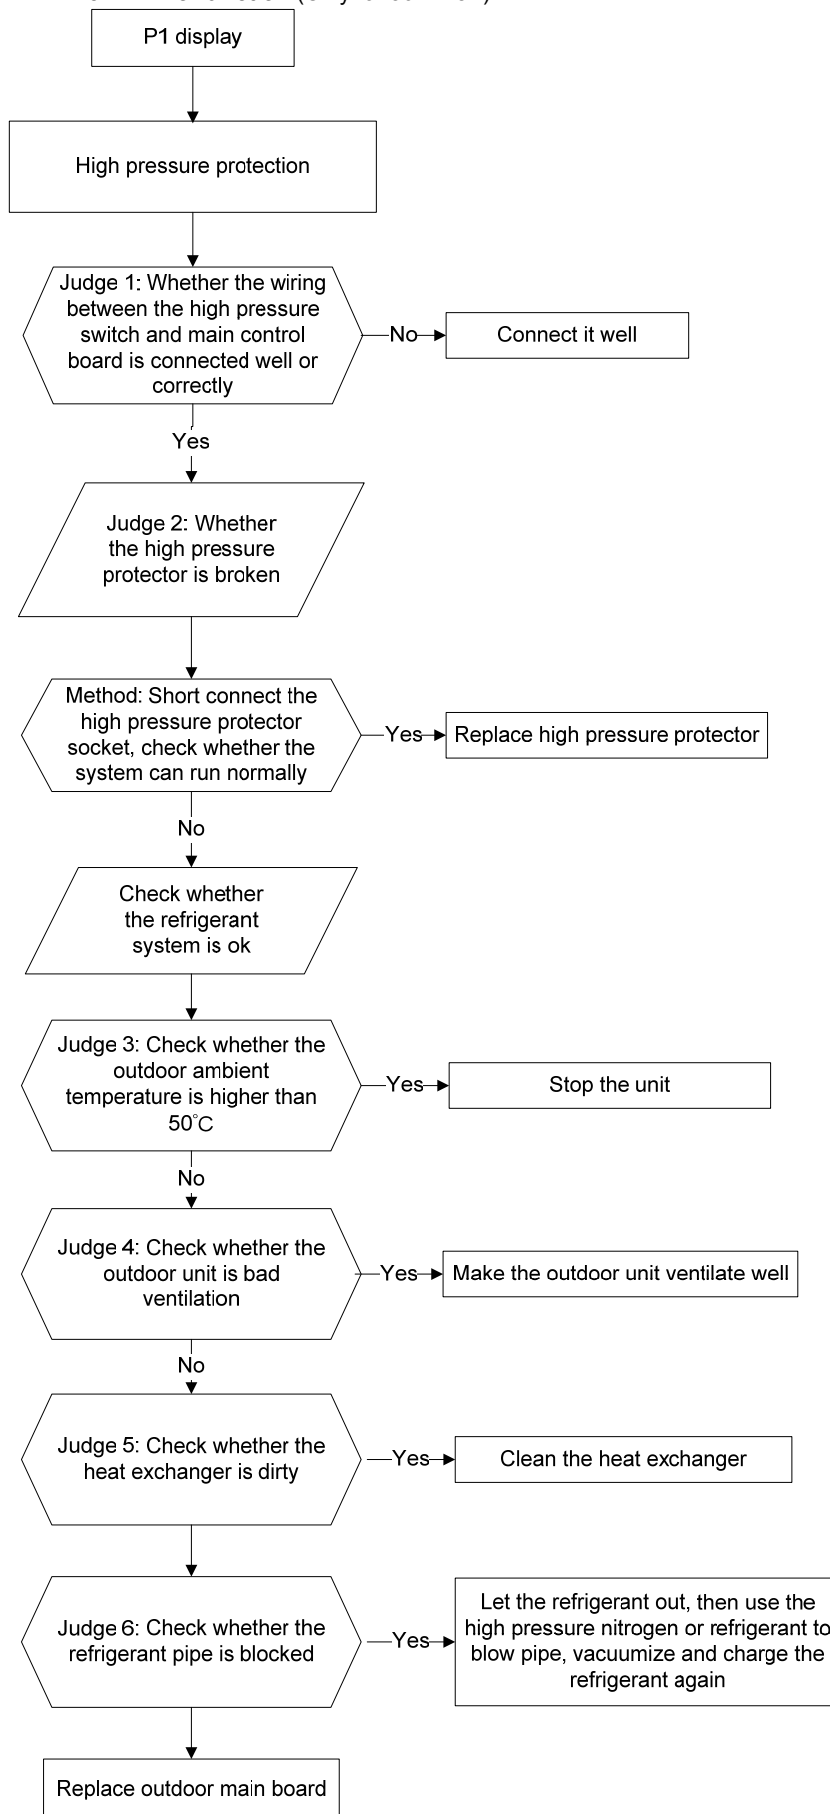 P1 display
High pressure protection
Judge 1: Whether the wiring
between the high pressure
switch and main control
board is connected well or
correctly
No
Connect it well
Yes
Judge 2: Whether
the high pressure
protector is broken
Method: Short connect the
high pressure protector
socket, check whether the
system can run normally
Yes
Replace high pressure protector
No
Check whether
the refrigerant
system is ok
Judge 3: Check whether the
outdoor ambient
temperature is higher than
50°C
Yes
Stop the unit
No
Judge 4: Check whether the
outdoor unit is bad
ventilation
Yes
Make the outdoor unit ventilate well
No
Judge 5: Check whether the
heat exchanger is dirty
Yes
Clean the heat exchanger
Judge 6: Check whether the
refrigerant pipe is blocked
Yes
Let the refrigerant out, then use the
high pressure nitrogen or refrigerant to
blow pipe, vacuumize and charge the
refrigerant again
Replace outdoor main board